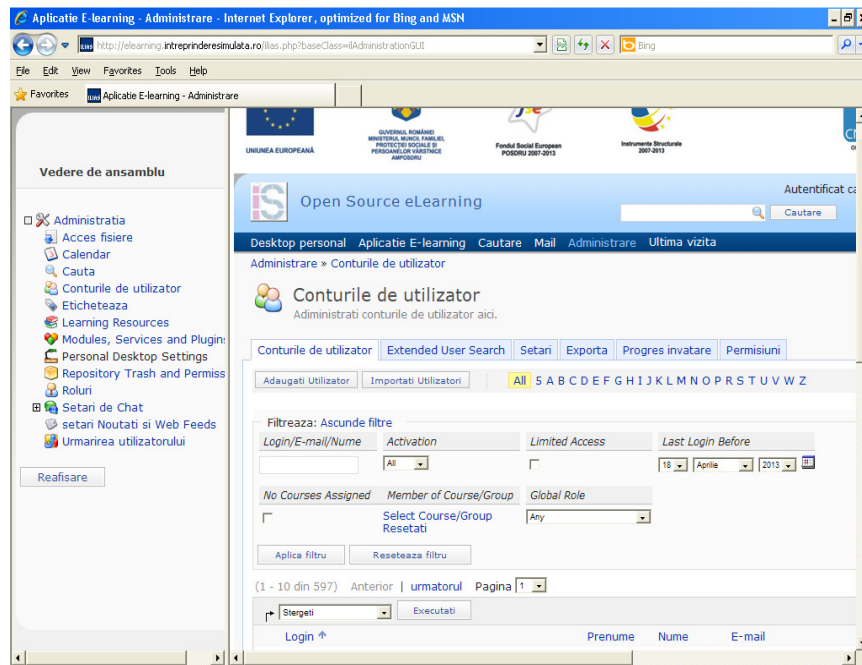 Aplicatie E-learning - Administrare - Internet Explorer, optimized for Bing and MSN
http://elearning.intreprinderesimulata.ro/ilias.php?baseClass=ilAdministrationGUI
Bing
File Edit View Favorites Tools Help
Favorites
ILIAS Aplicatie E-learning - Administrare
Vedere de ansamblu
Administratia
Acces fisiere
Calendar
Cauta
Conturile de utilizator
Eticheteaza
Learning Resources
Modules, Services and Plugin
Personal Desktop Settings
Repository Trash and Permiss
Roluri
Setari de Chat
setari Noutati si Web Feeds
Urmarirea utilizatorului
Reafisare
UNIUNEA EUROPEANĂ
GUVERNUL ROMÂNIEI
MINISTERUL MUNCII, FAMILIEI,
PROTECŢIEI SOCIALE ŞI
PERSOANELOR VÂRSTNICE
AMPOSDRU
Fondul Social European
POSDRU 2007-2013
Instrumente Structurale
2007-2013
iS
Open Source eLearning
Autentificat ca
Cautare
Desktop personal Aplicatie E-learning Cautare Mail Administrare Ultima vizita
Administrare » Conturile de utilizator
Conturile de utilizator
Adiministrati conturile de utilizator aici.
Conturile de utilizator Extended User Search Setari Exporta Progres invatare Permisiuni
Adaugati Utilizator Importati Utilizatori All 5 A B C D E F G H I J K L M N O P R S T U V W Z
Filtreaza: Ascunde filtre
Login/E-mail/Nume Activation Limited Access Last Login Before
All 18 Aprilie 2013
No Courses Assigned Member of Course/Group Global Role
Select Course/Group Any
Resetati
Aplica filtru Reseteaza filtru
(1 - 10 din 597) Anterior | urmatorul Pagina 1
Stergeti Executati
Login Prenume Nume E-mail